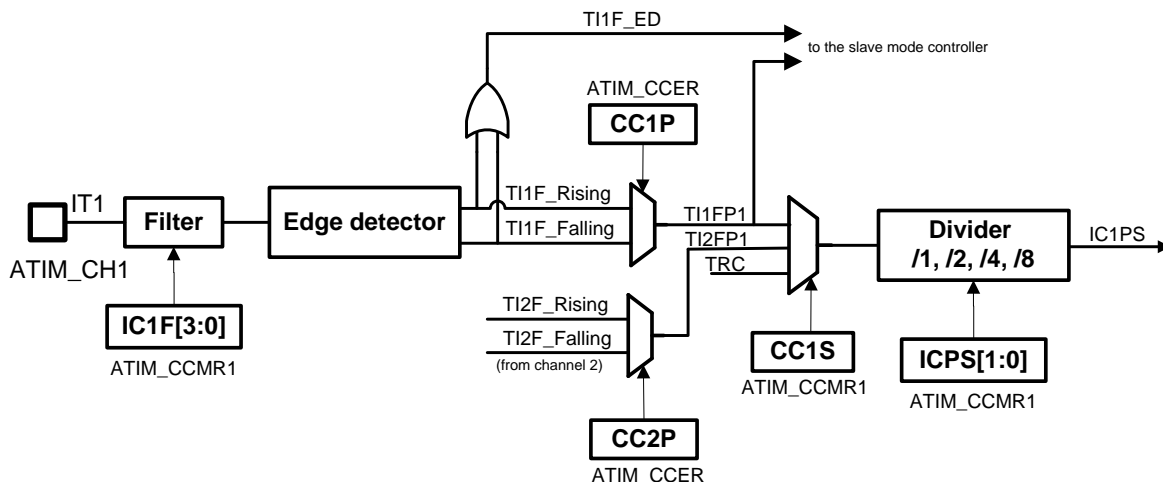 TI1F_ED
to the slave mode controller
ATIM_CCER
CC1P
IT1
Filter
Edge detector
TI1F_Rising
TI1F_Falling
TI1FP1
TI2FP1
TRC
Divider
/1, /2, /4, /8
IC1PS
ATIM_CH1
IC1F[3:0]
ATIM_CCMR1
TI2F_Rising
TI2F_Falling
(from channel 2)
CC1S
ATIM_CCMR1
ICPS[1:0]
ATIM_CCMR1
CC2P
ATIM_CCER